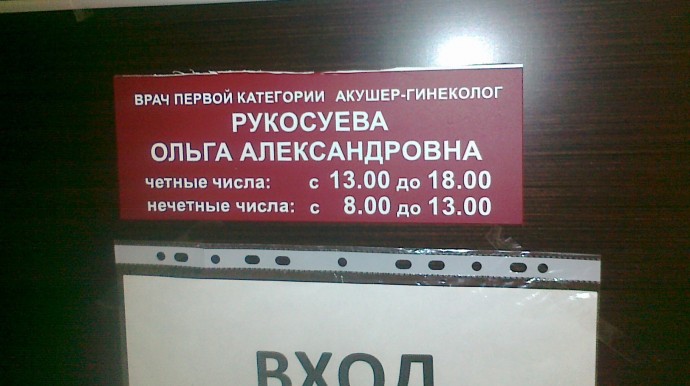 ВРАЧ ПЕРВОЙ КАТЕГОРИИ АКУШЕР-ГИНЕКОЛОГ
РУКОСУЕВА
ОЛЬГА АЛЕКСАНДРОВНА
четные числа: с 13.00 до 18.00
нечетные числа: с 8.00 до 13.00
ВХОД